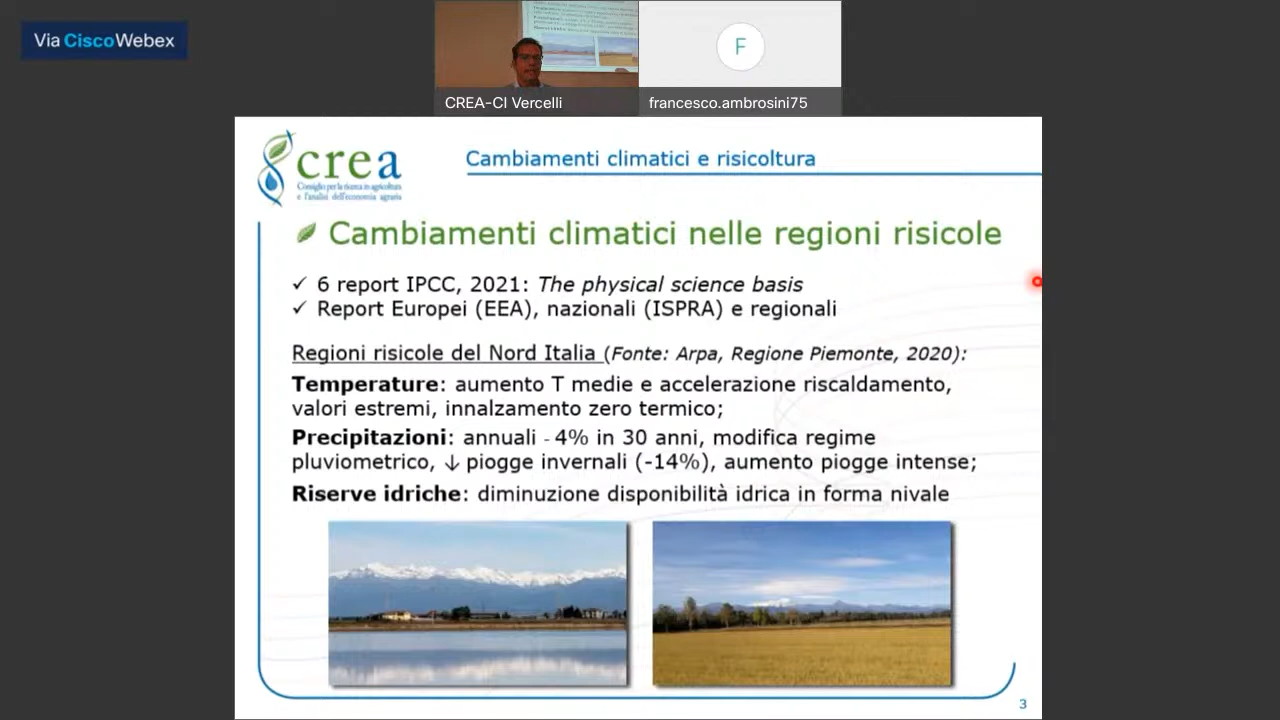 Via Cisco Webex
CREA-CI Vercelli
F
francesco.ambrosini75
crea
Consiglio per la ricerca in agricoltura
e l'analisi dell'economia agraria
Cambiamenti climatici e risicoltura
Cambiamenti climatici nelle regioni risicole
✓ 6 report IPCC, 2021: The physical science basis
✓ Report Europei (EEA), nazionali (ISPRA) e regionali
Regioni risicole del Nord Italia (Fonte: Arpa, Regione Piemonte, 2020):
Temperature: aumento T medie e accelerazione riscaldamento,
valori estremi, innalzamento zero termico;
Precipitazioni: annuali - 4% in 30 anni, modifica regime
pluviometrico, ↓ piogge invernali (-14%), aumento piogge intense;
Riserve idriche: diminuzione disponibilità idrica in forma nivale
3